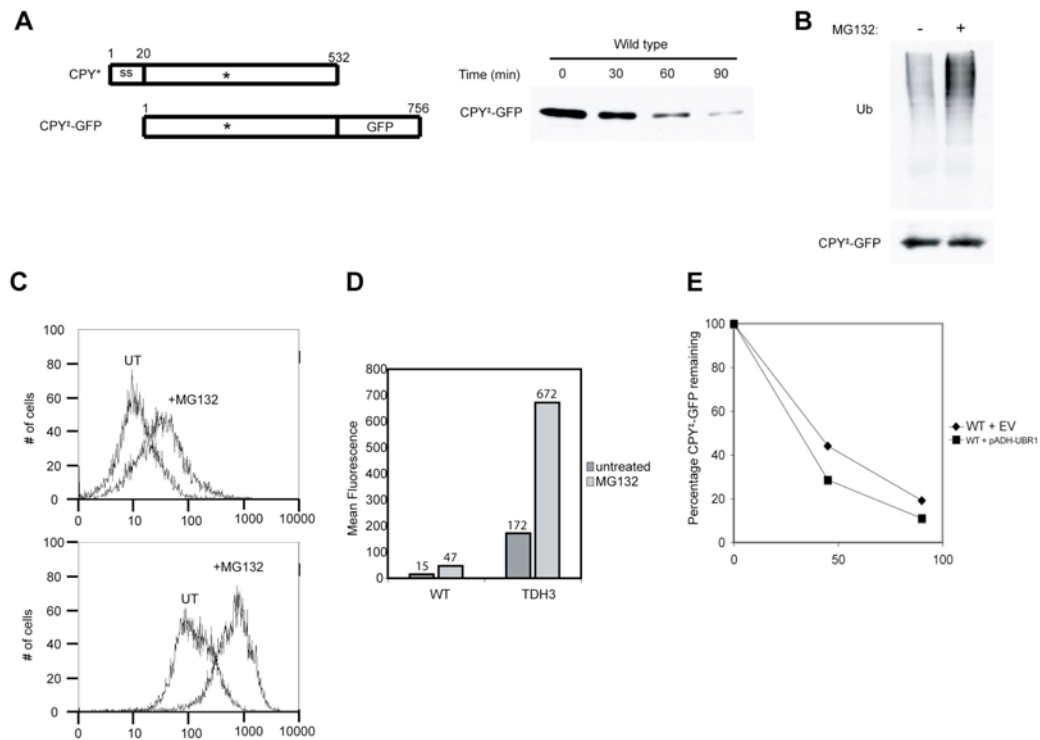 A
1 20 532
CPY* ss *
1 756
CPY‡-GFP * GFP
Wild type
Time (min) 0 30 60 90
CPY‡-GFP
B
MG132: - +
Ub
CPY‡-GFP
C
100
80
60
40
20
0
# of cells
UT
+MG132
0 10 100 1000 10000
100
80
60
40
20
0
# of cells
UT
+MG132
0 10 100 1000 10000
D
800
700
600
500
400
300
200
100
0
Mean Fluorescence
15 47 172 672
WT TDH3
untreated
MG132
E
100
80
60
40
20
0
Percentage CPY‡-GFP remaining
0 50 100
WT + EV
WT + pADH-UBR1